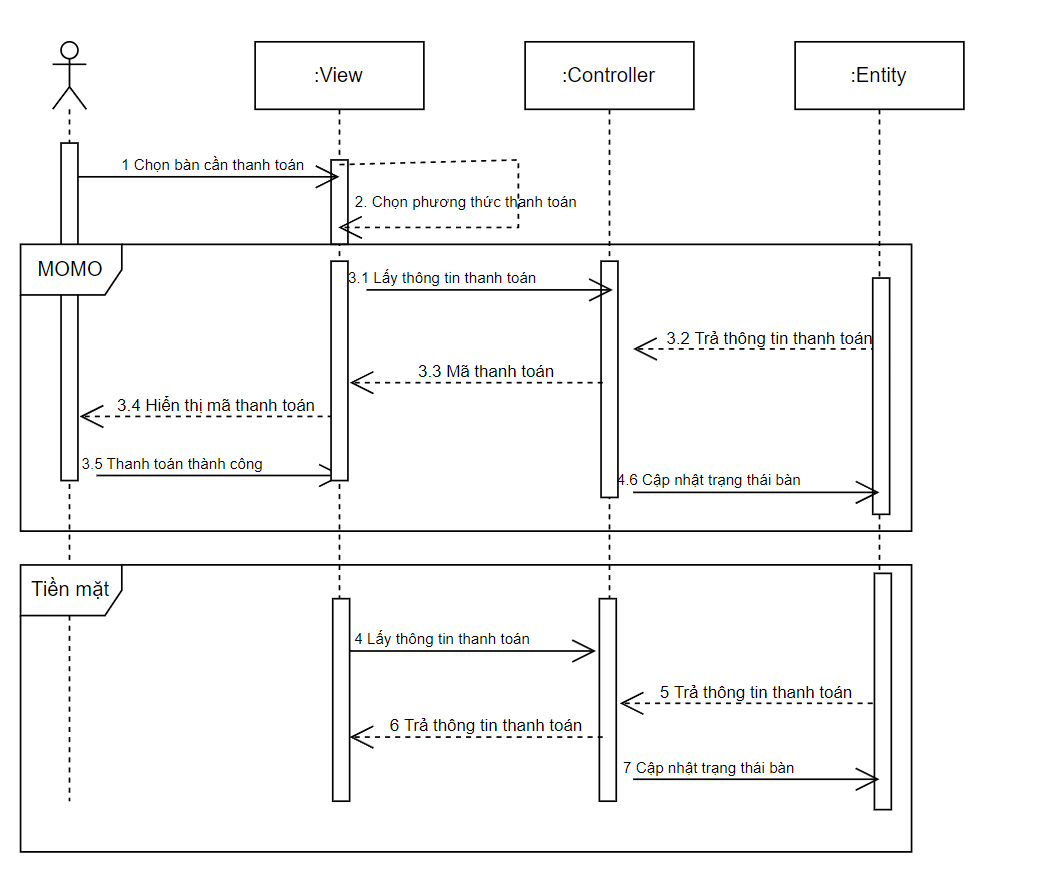 :View
:Controller
:Entity
1 Chọn bàn cần thanh toán
2. Chọn phương thức thanh toán
MOMO
3.1 Lấy thông tin thanh toán
3.2 Trả thông tin thanh toán
3.3 Mã thanh toán
3.4 Hiển thị mã thanh toán
3.5 Thanh toán thành công
4.6 Cập nhật trạng thái bàn
Tiền mặt
4 Lấy thông tin thanh toán
5 Trả thông tin thanh toán
6 Trả thông tin thanh toán
7 Cập nhật trạng thái bàn